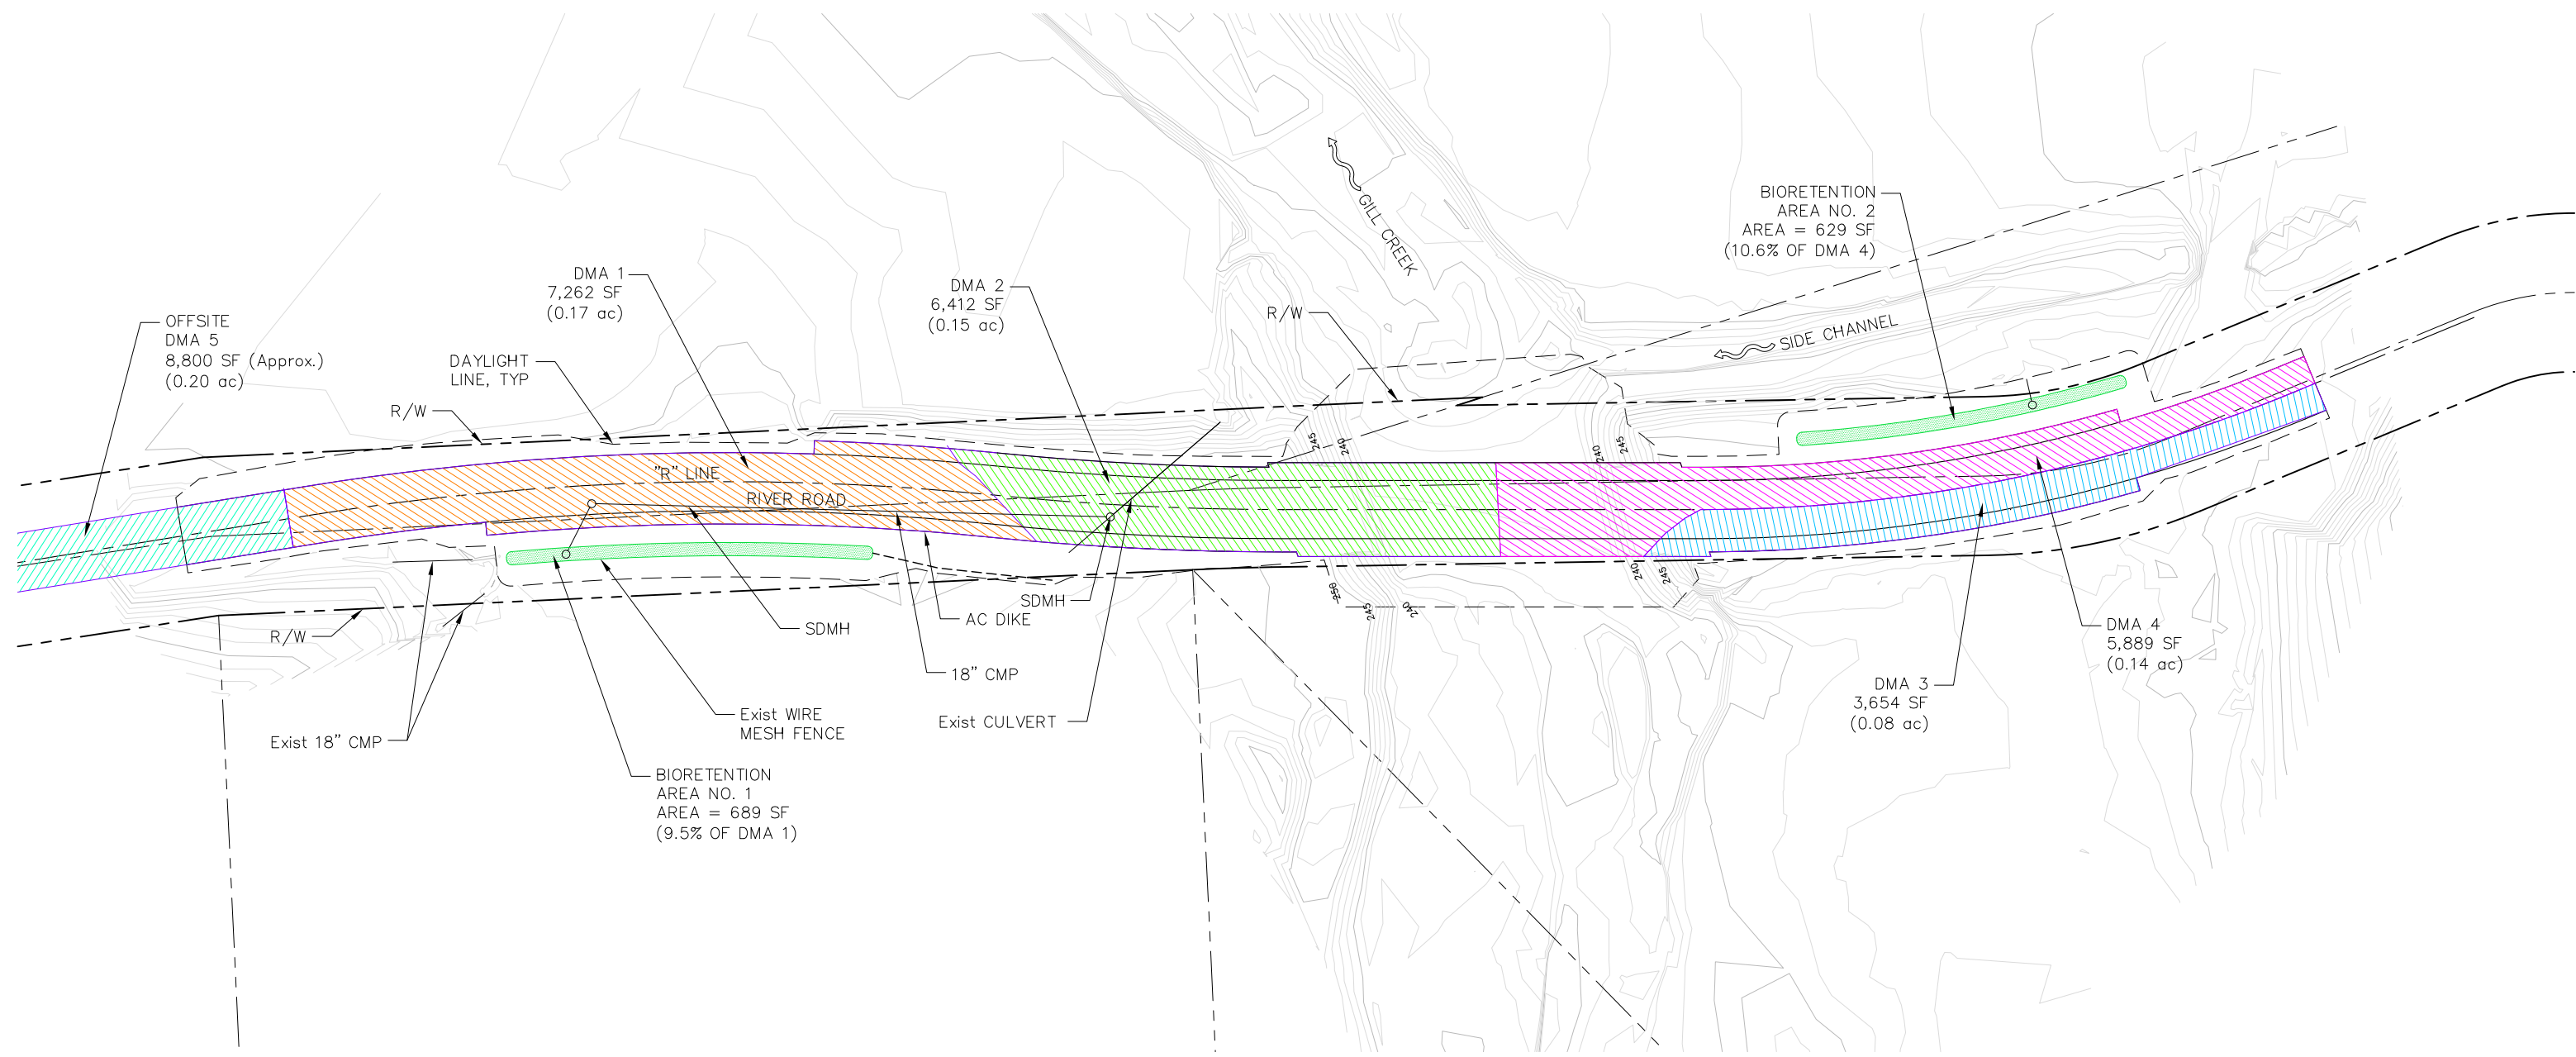 BIORETENTION
AREA NO. 2
AREA = 629 SF
(10.6% OF DMA 4)
GILL CREEK
DMA 1
7,262 SF
(0.17 ac)
DMA 2
6,412 SF
(0.15 ac)
R/W
SIDE CHANNEL
OFFSITE
DMA 5
8,800 SF (Approx.)
(0.20 ac)
DAYLIGHT
LINE, TYP
R/W
245
240
240
245
"R" LINE
RIVER ROAD
240
245
250
245
240
SDMH
AC DIKE
R/W
SDMH
DMA 4
5,889 SF
(0.14 ac)
18" CMP
DMA 3
3,654 SF
(0.08 ac)
Exist WIRE
MESH FENCE
Exist CULVERT
Exist 18" CMP
BIORETENTION
AREA NO. 1
AREA = 689 SF
(9.5% OF DMA 1)